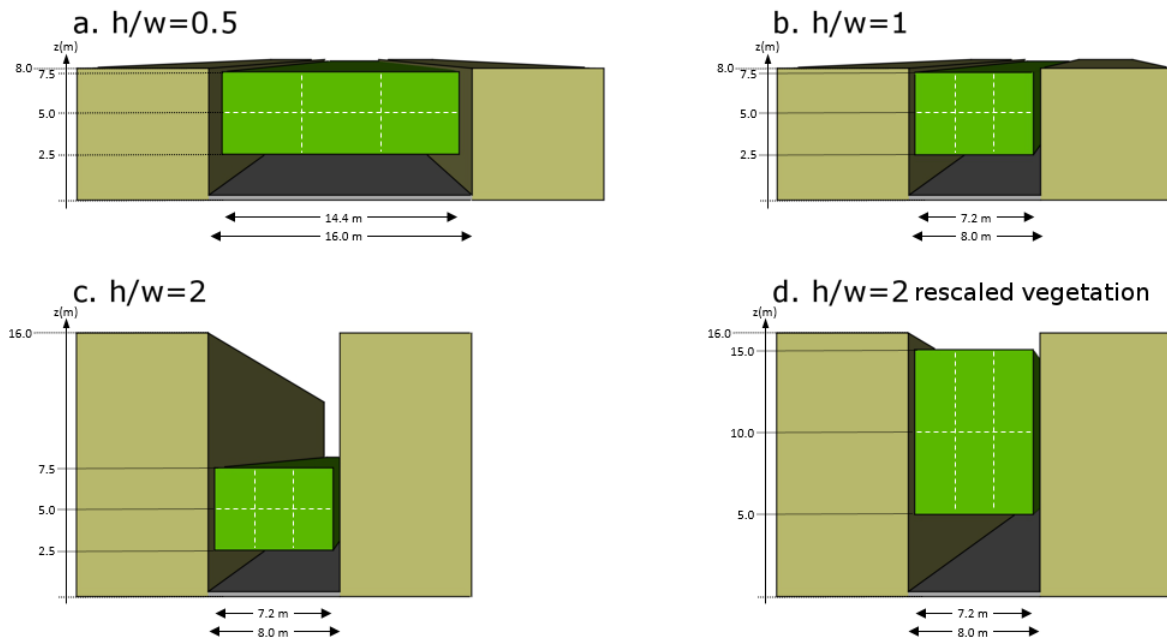 a. h/w=0.5
z(m)
8.0
7.5
5.0
2.5
14.4 m
16.0 m
b. h/w=1
z(m)
8.0
7.5
5.0
2.5
7.2 m
8.0 m
c. h/w=2
z(m)
16.0
7.5
5.0
2.5
7.2 m
8.0 m
d. h/w=2 rescaled vegetation
z(m)
16.0
15.0
10.0
5.0
7.2 m
8.0 m